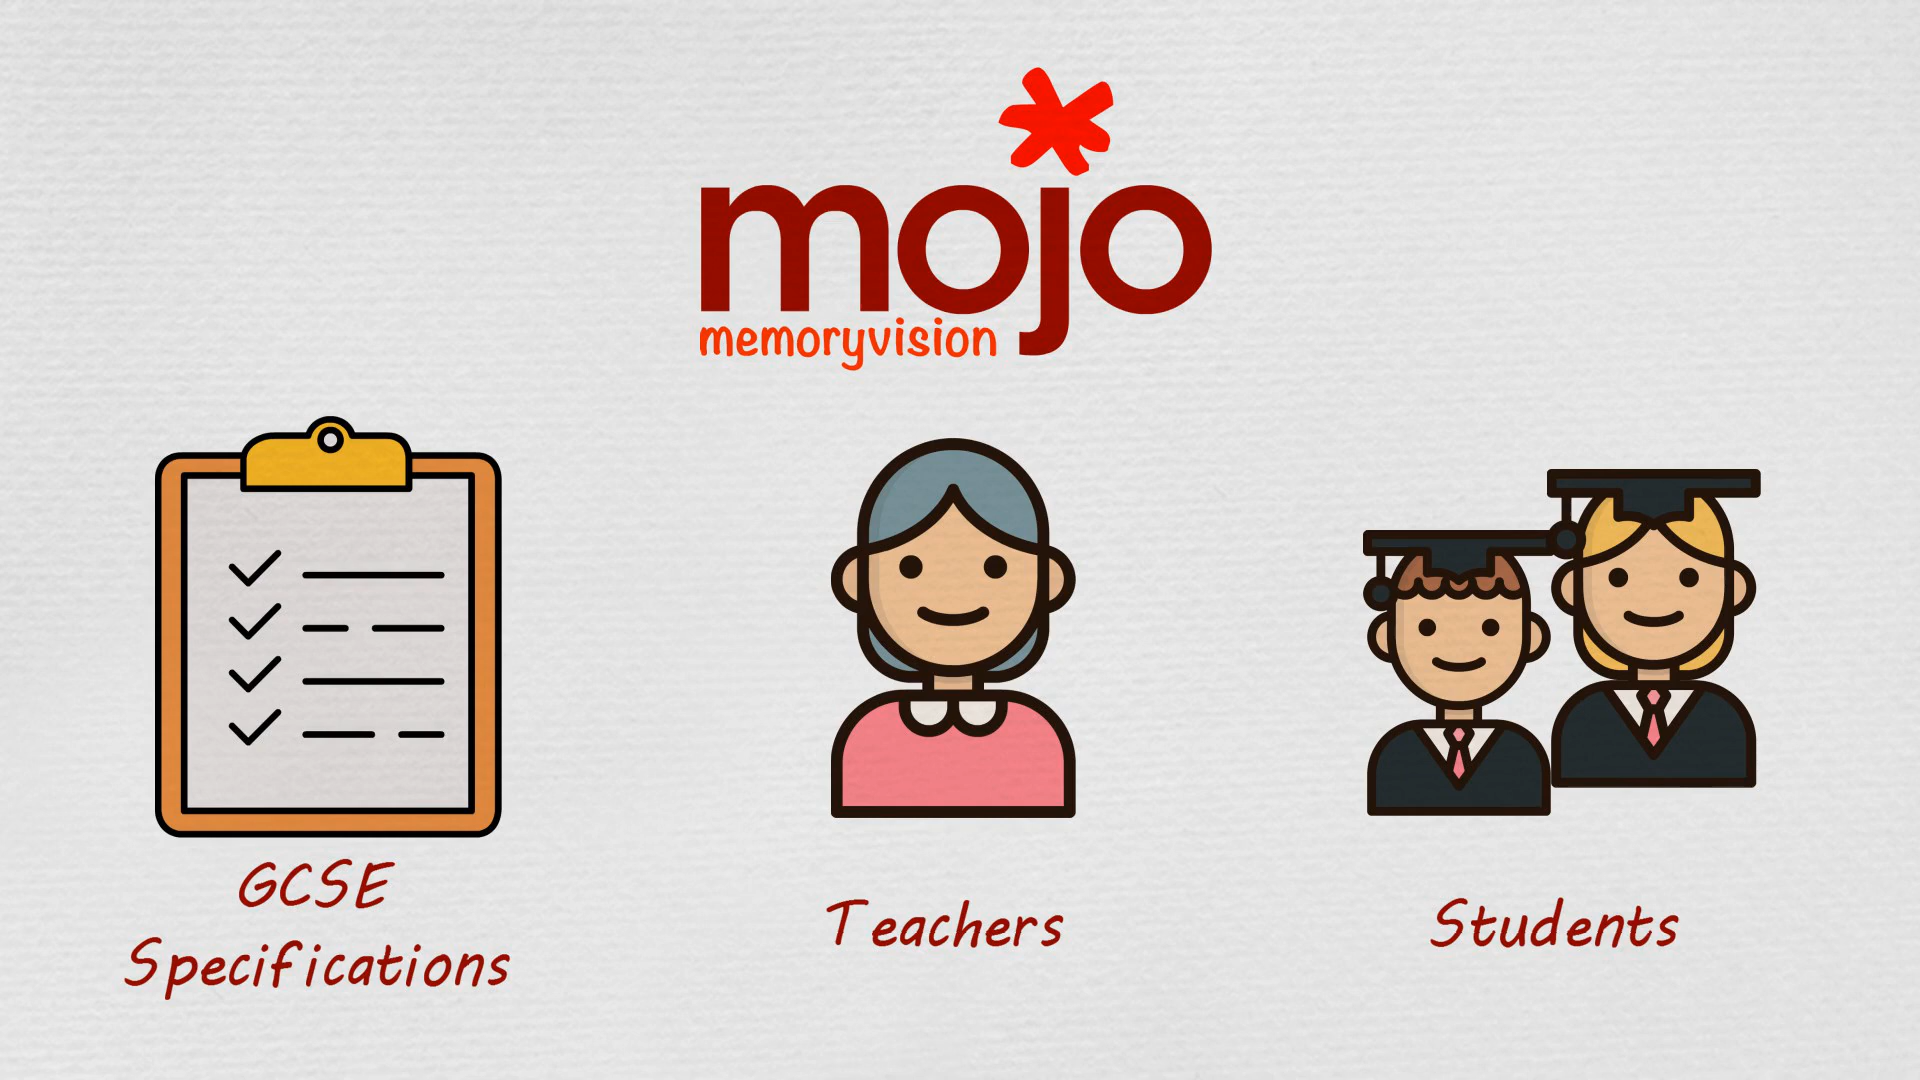 mojo
memoryvision
GCSE
Specifications
Teachers
Students